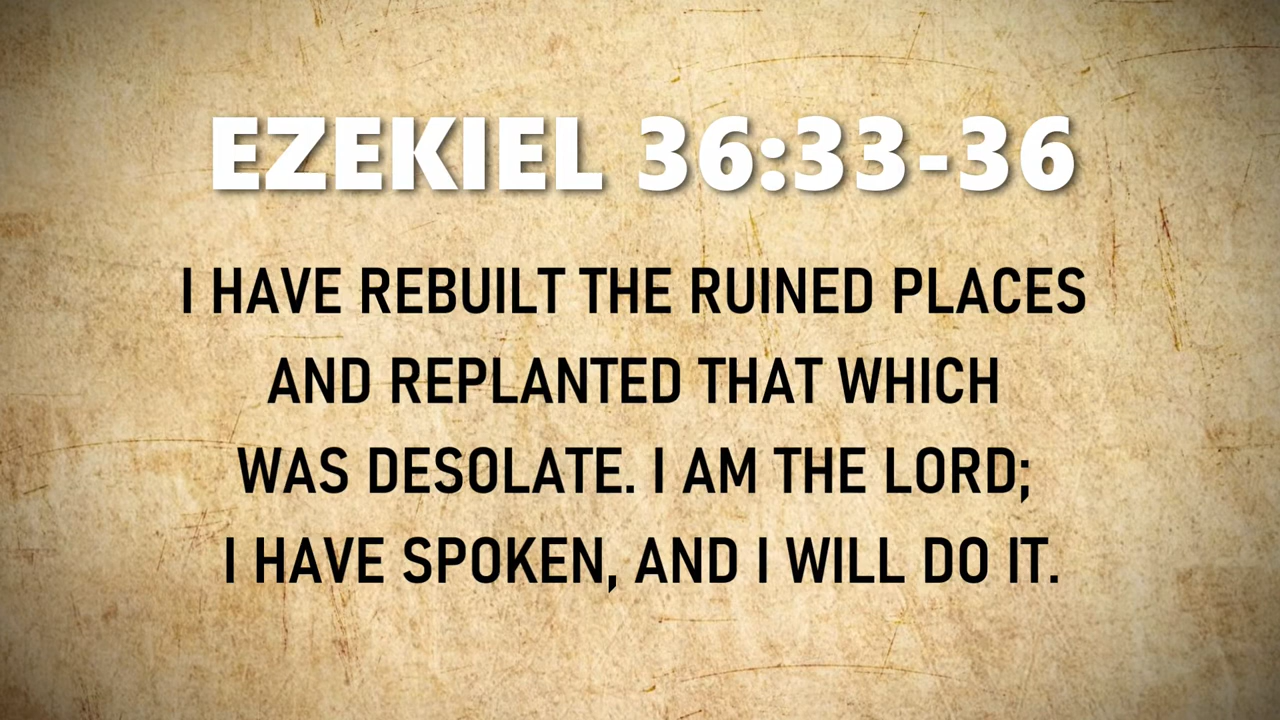 EZEKIEL 36:33-36
I HAVE REBUILT THE RUINED PLACES
AND REPLANTED THAT WHICH
WAS DESOLATE. I AM THE LORD;
I HAVE SPOKEN, AND I WILL DO IT.